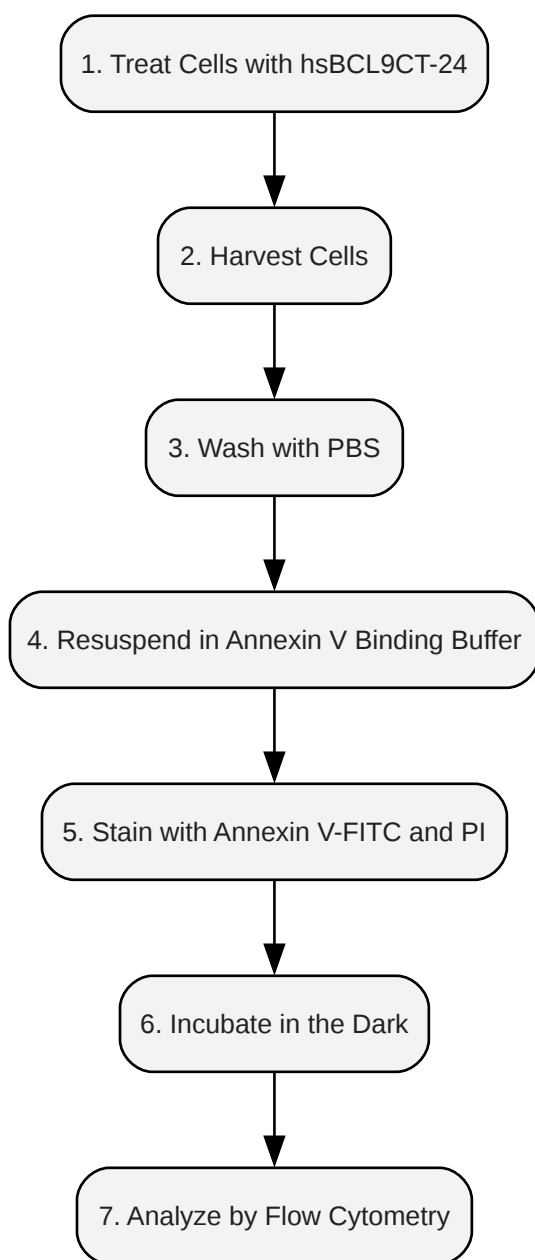 1. Treat Cells with hsBCL9CT-24
2. Harvest Cells
3. Wash with PBS
4. Resuspend in Annexin V Binding Buffer
5. Stain with Annexin V-FITC and PI
6. Incubate in the Dark
7. Analyze by Flow Cytometry